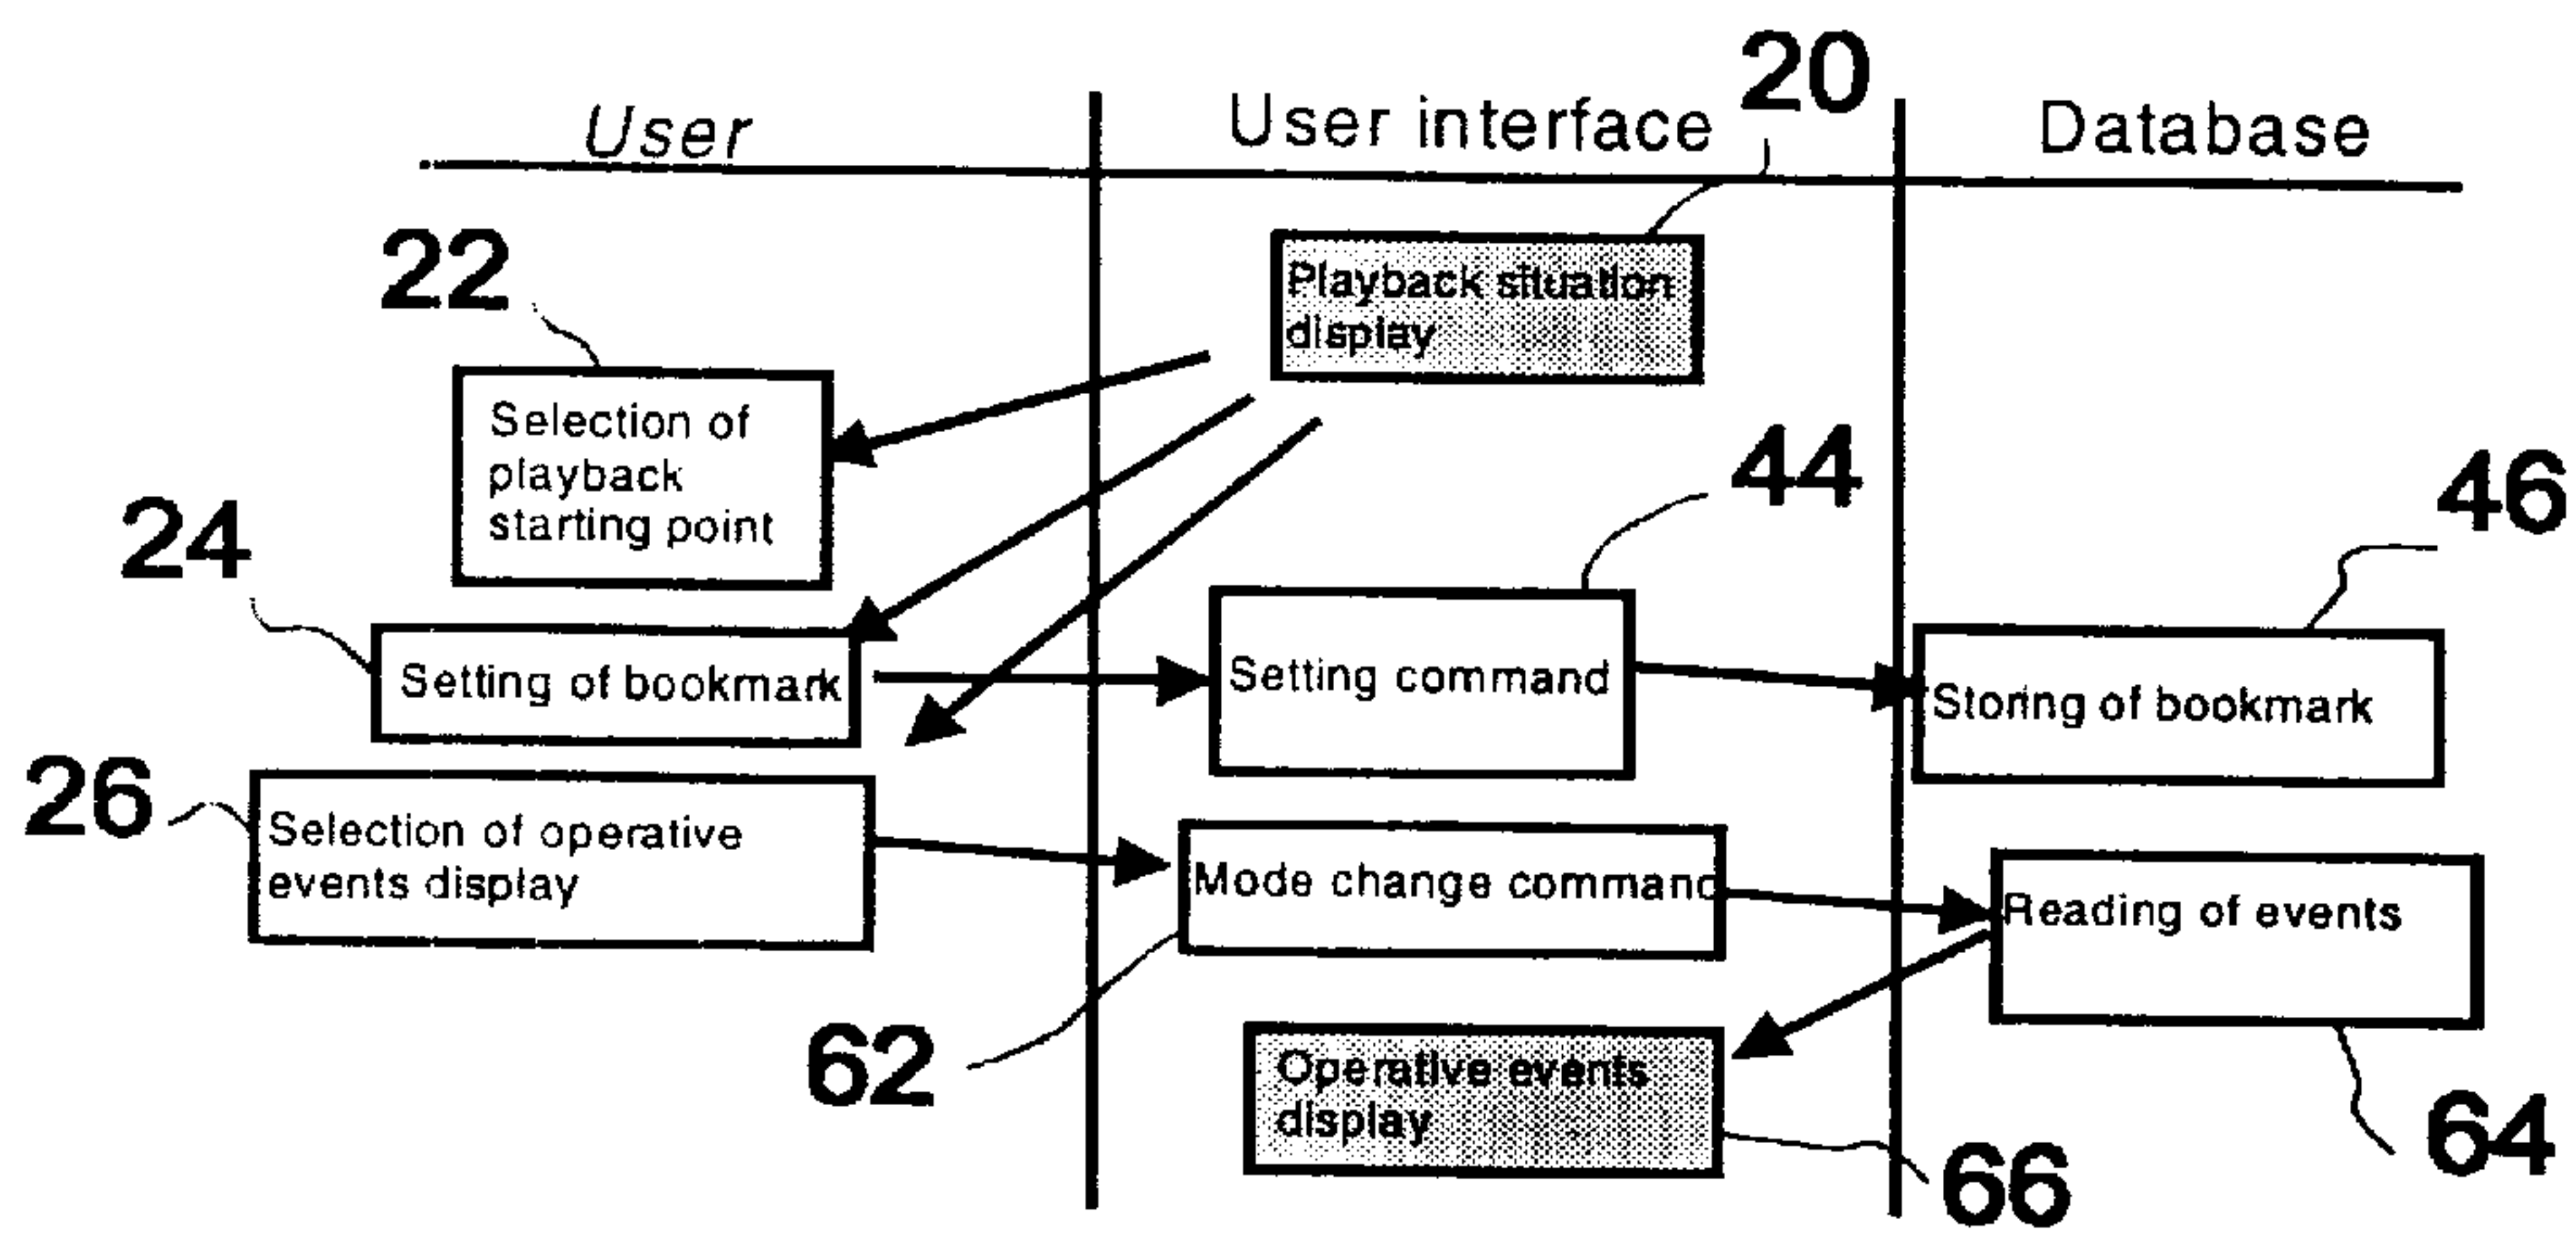 User
User interface
20
Database
22
Playback situation
display
Selection of
playback
starting point
44
46
24
Setting of bookmark
Setting command
Storing of bookmark
26
Selection of operative
events display
Mode change command
Reading of events
62
Operative events
display
64
66